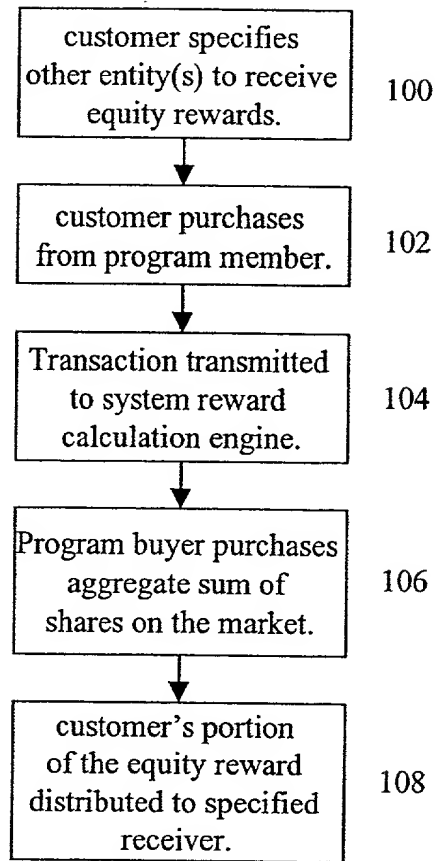 customer specifies
other entity(s) to receive
equity rewards.
100
customer purchases
from program member.
102
Transaction transmitted
to system reward
calculation engine.
104
Program buyer purchases
aggregate sum of
shares on the market.
106
customer's portion
of the equity reward
distributed to specified
receiver.
108